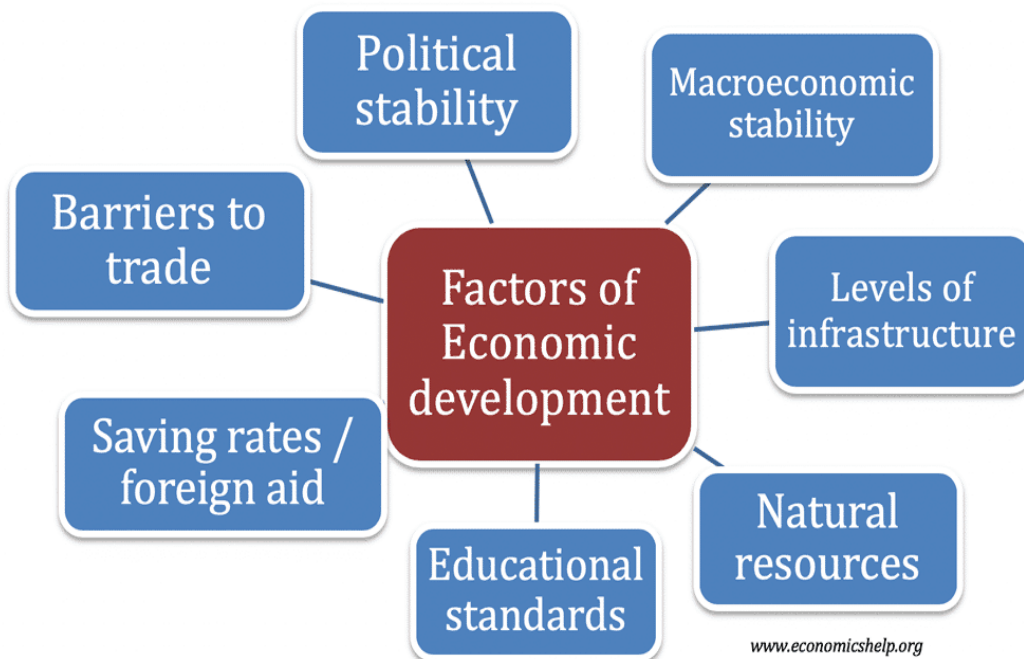 Political
stability
Macroeconomic
stability
Barriers to
trade
Factors of
Economic
development
Levels of
infrastructure
Saving rates /
foreign aid
Natural
resources
Educational
standards
www.economicshelp.org